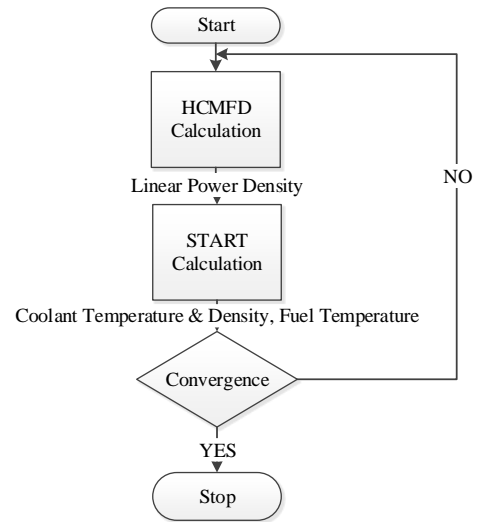 Start
HCMFD
Calculation
Linear Power Density
NO
START
Calculation
Coolant Temperature & Density, Fuel Temperature
Convergence
YES
Stop